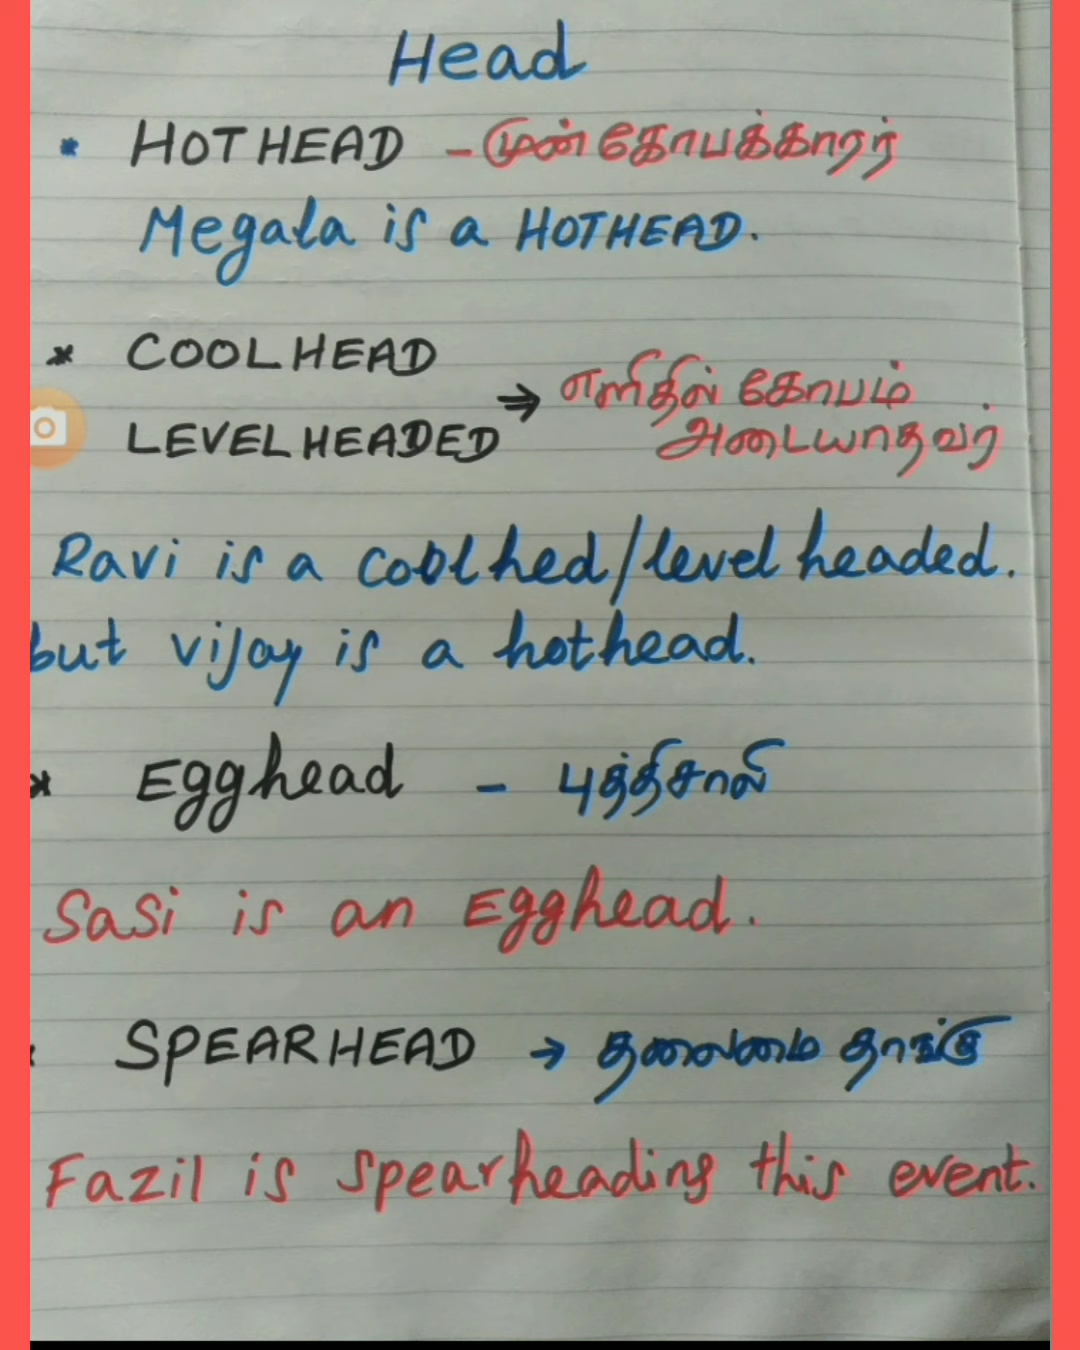 Head
* HOTHEAD - முன்கோபக்காரர்
Megala is a HOTHEAD.
* COOLHEAD
LEVELHEADED → எளிதில் கோபம்
அடையாதவர்
Ravi is a coolhed/level headed.
but vijay is a hothead.
* Egghead - புத்திசாலி
Sasi is an Egghead.
SPEARHEAD → தலைமை தாங்கு
Fazil is spearheading this event.